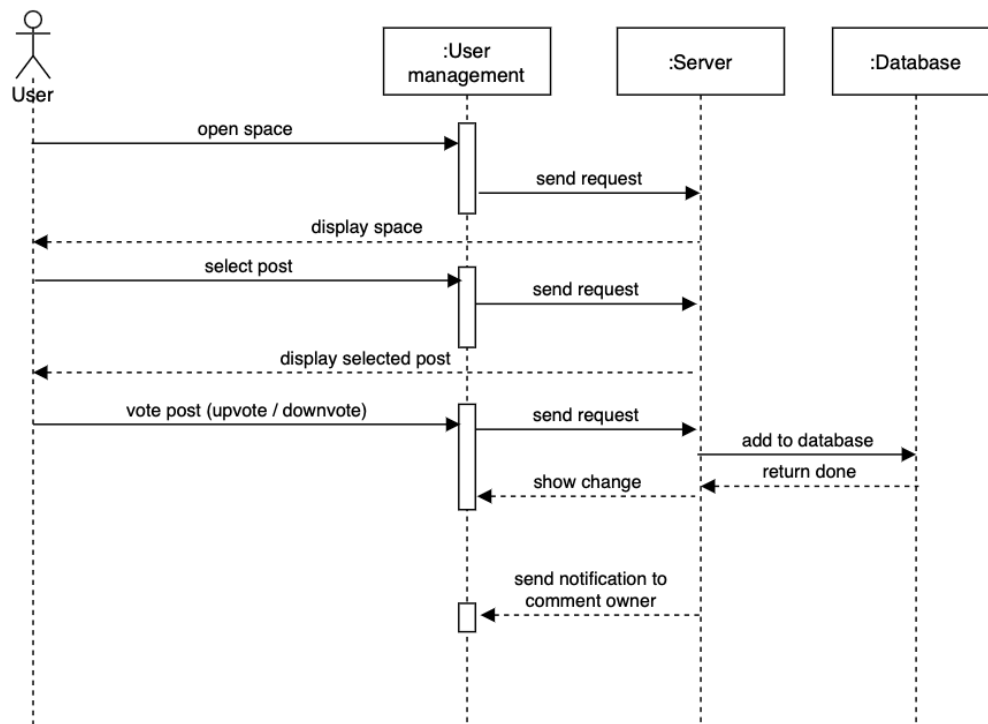 User
:User
management
:Server
:Database
open space
send request
display space
select post
send request
display selected post
vote post (upvote / downvote)
send request
add to database
return done
show change
send notification to
comment owner